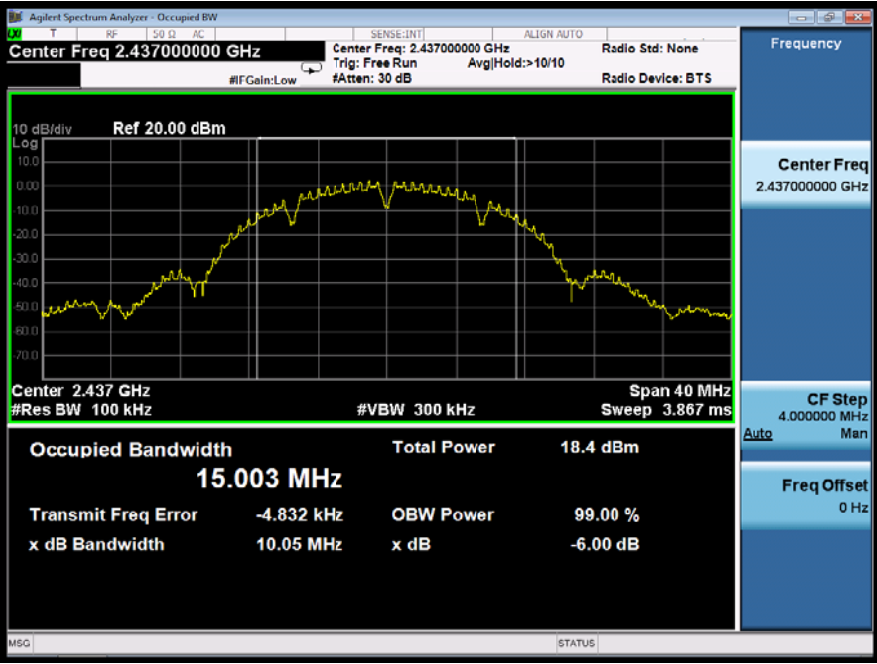 Agilent Spectrum Analyzer - Occupied BW
LXI T RF 50 Ω AC SENSE:INT ALIGN AUTO
Center Freq 2.437000000 GHz
Center Freq: 2.437000000 GHz
Radio Std: None
Trig: Free Run Avg|Hold:>10/10
#IFGain:Low
#Atten: 30 dB
Radio Device: BTS
10 dB/div Ref 20.00 dBm
Log
10.0
0.00
-10.0
-20.0
-30.0
-40.0
-50.0
-60.0
-70.0
Center 2.437 GHz
Span 40 MHz
#Res BW 100 kHz
#VBW 300 kHz
Sweep 3.867 ms
Occupied Bandwidth
15.003 MHz
Total Power 18.4 dBm
Transmit Freq Error -4.832 kHz
OBW Power 99.00 %
x dB Bandwidth 10.05 MHz
x dB -6.00 dB
MSG
STATUS
Frequency
Center Freq
2.437000000 GHz
CF Step
4.000000 MHz
Auto Man
Freq Offset
0 Hz